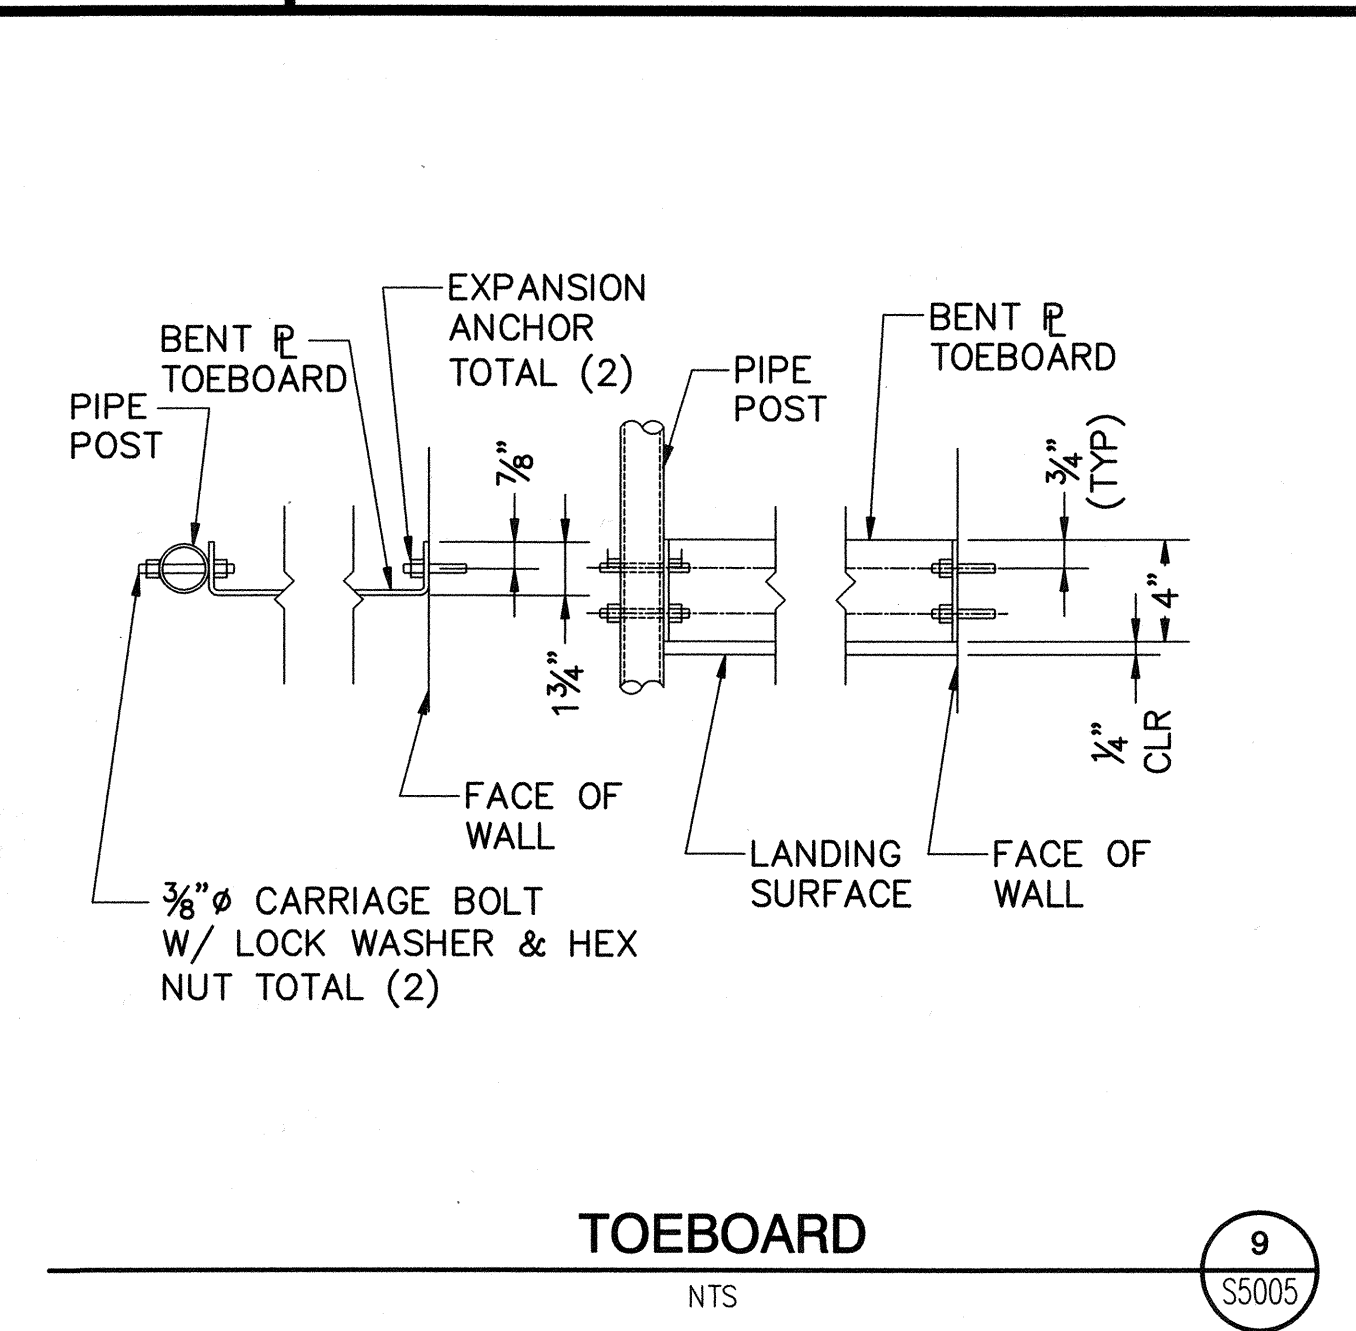 EXPANSION
ANCHOR
TOTAL (2)
BENT ⅊
TOEBOARD
PIPE
POST
BENT ⅊
TOEBOARD
PIPE
POST
7/8"
3/4"
(TYP)
4"
1 3/4"
1/4"
CLR
FACE OF
WALL
LANDING
SURFACE
FACE OF
WALL
3/8"ø CARRIAGE BOLT
W/ LOCK WASHER & HEX
NUT TOTAL (2)
TOEBOARD
NTS
9
S5005